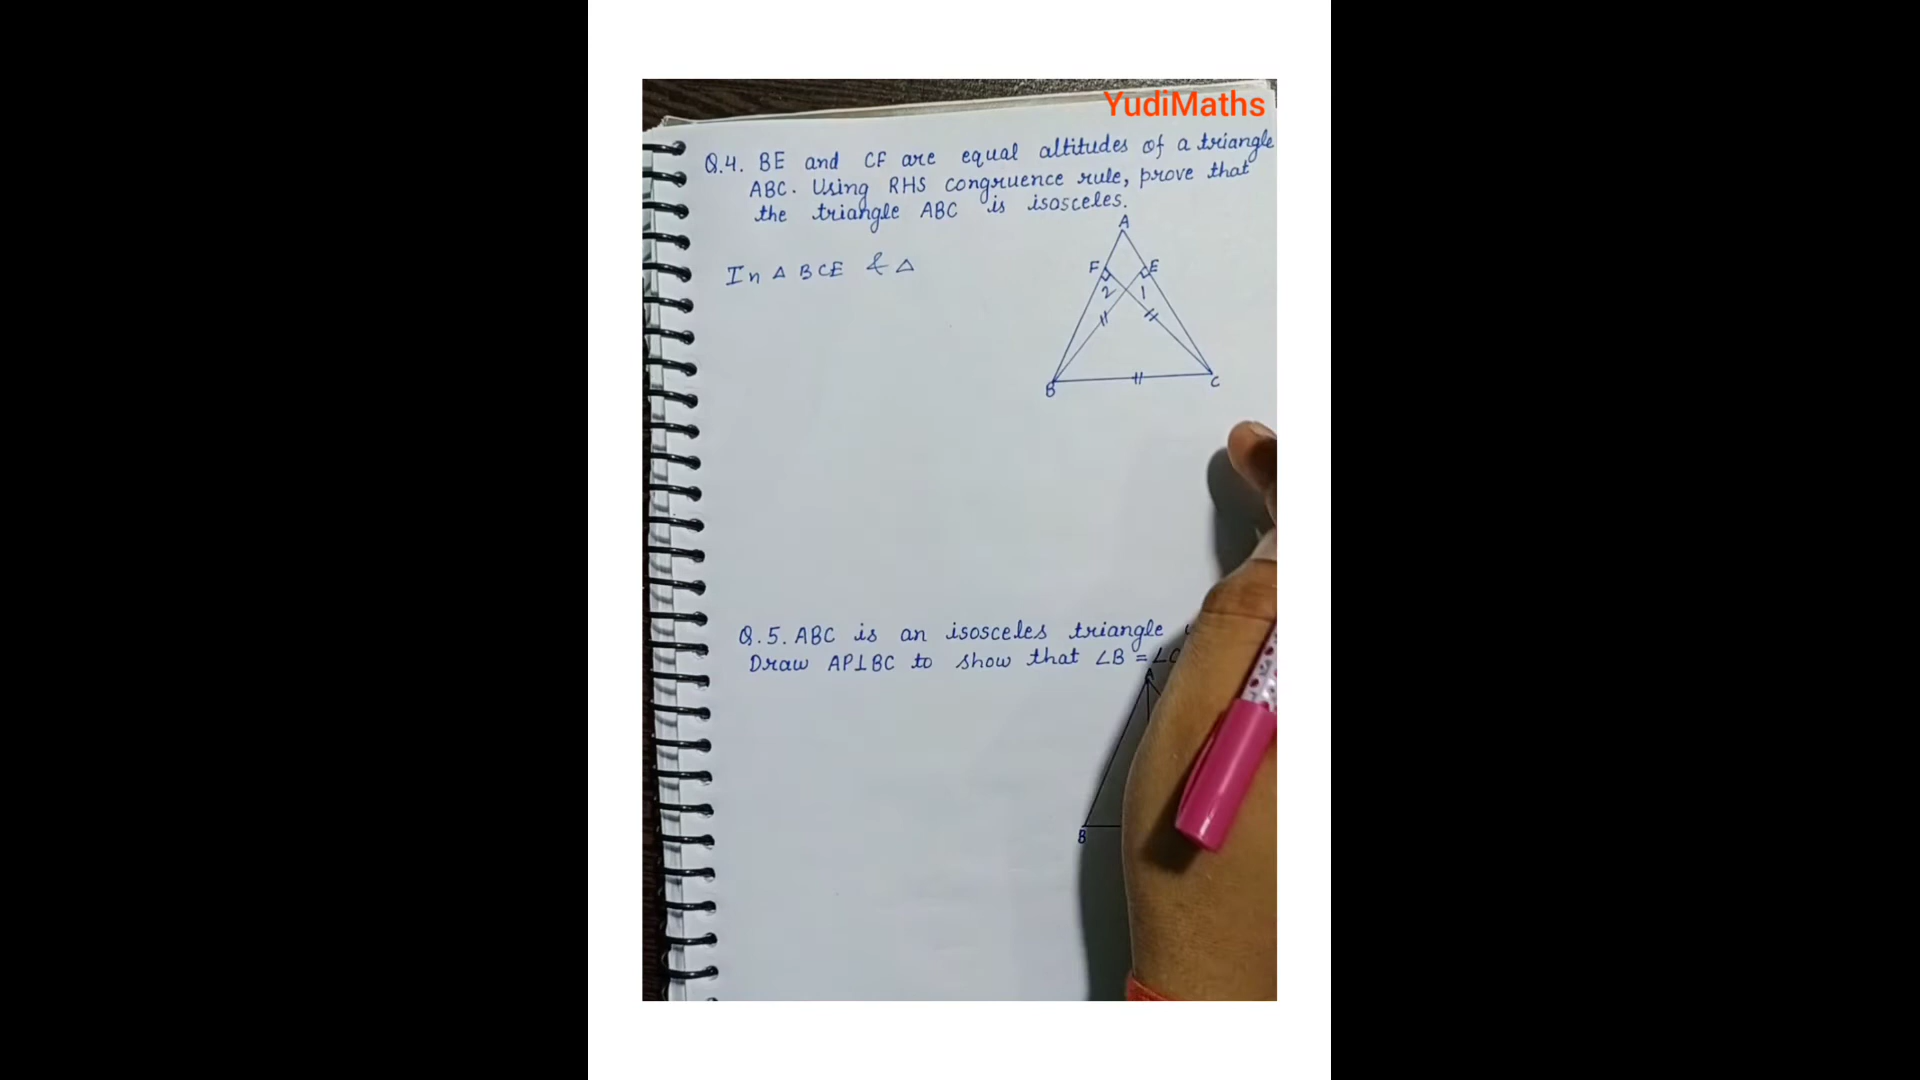 YudiMaths
Q.4. BE and CF are equal altitudes of a triangle
ABC. Using RHS congruence rule, prove that
the triangle ABC is isosceles.
A
In △ BCE & △
F E
2 1
B C
Q.5. ABC is an isosceles triangle
Draw AP⊥BC to show that ∠B = ∠C
A
B